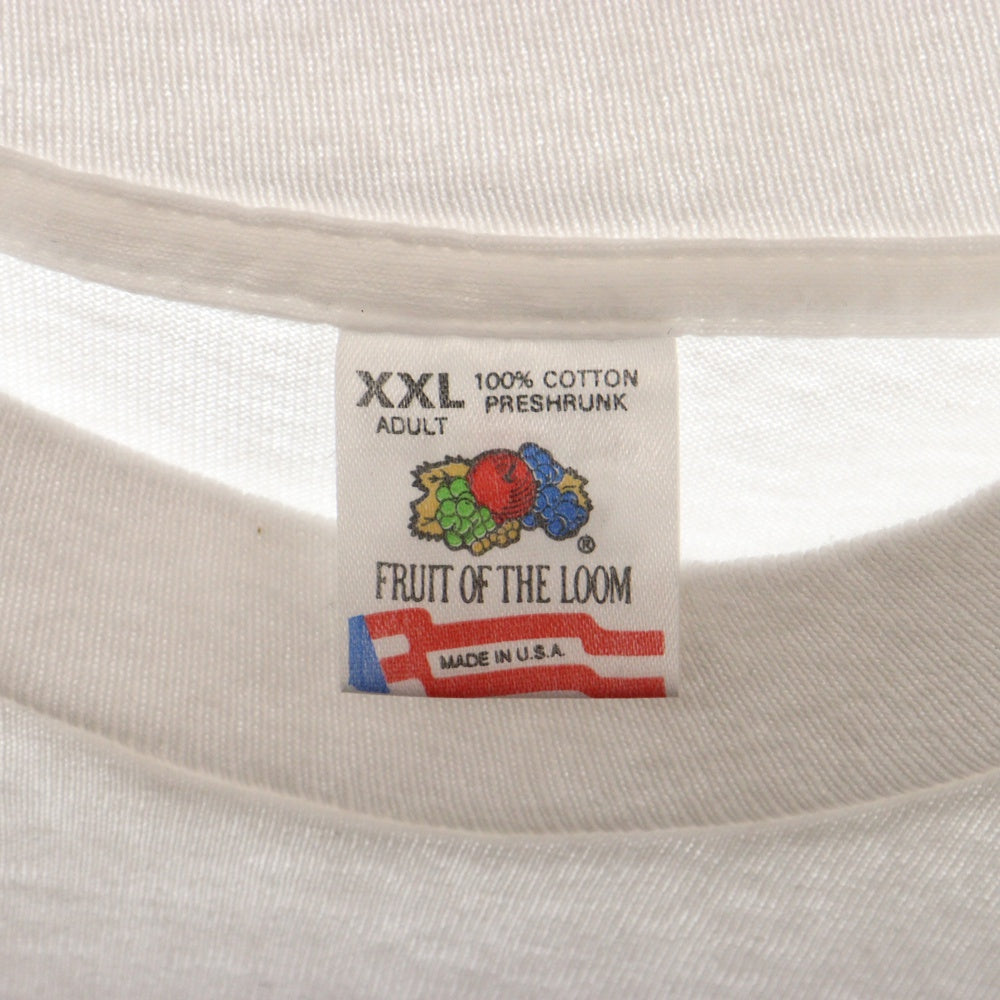 XXL 100% COTTON
ADULT PRESHRUNK
®
FRUIT OF THE LOOM
MADE IN U.S.A.